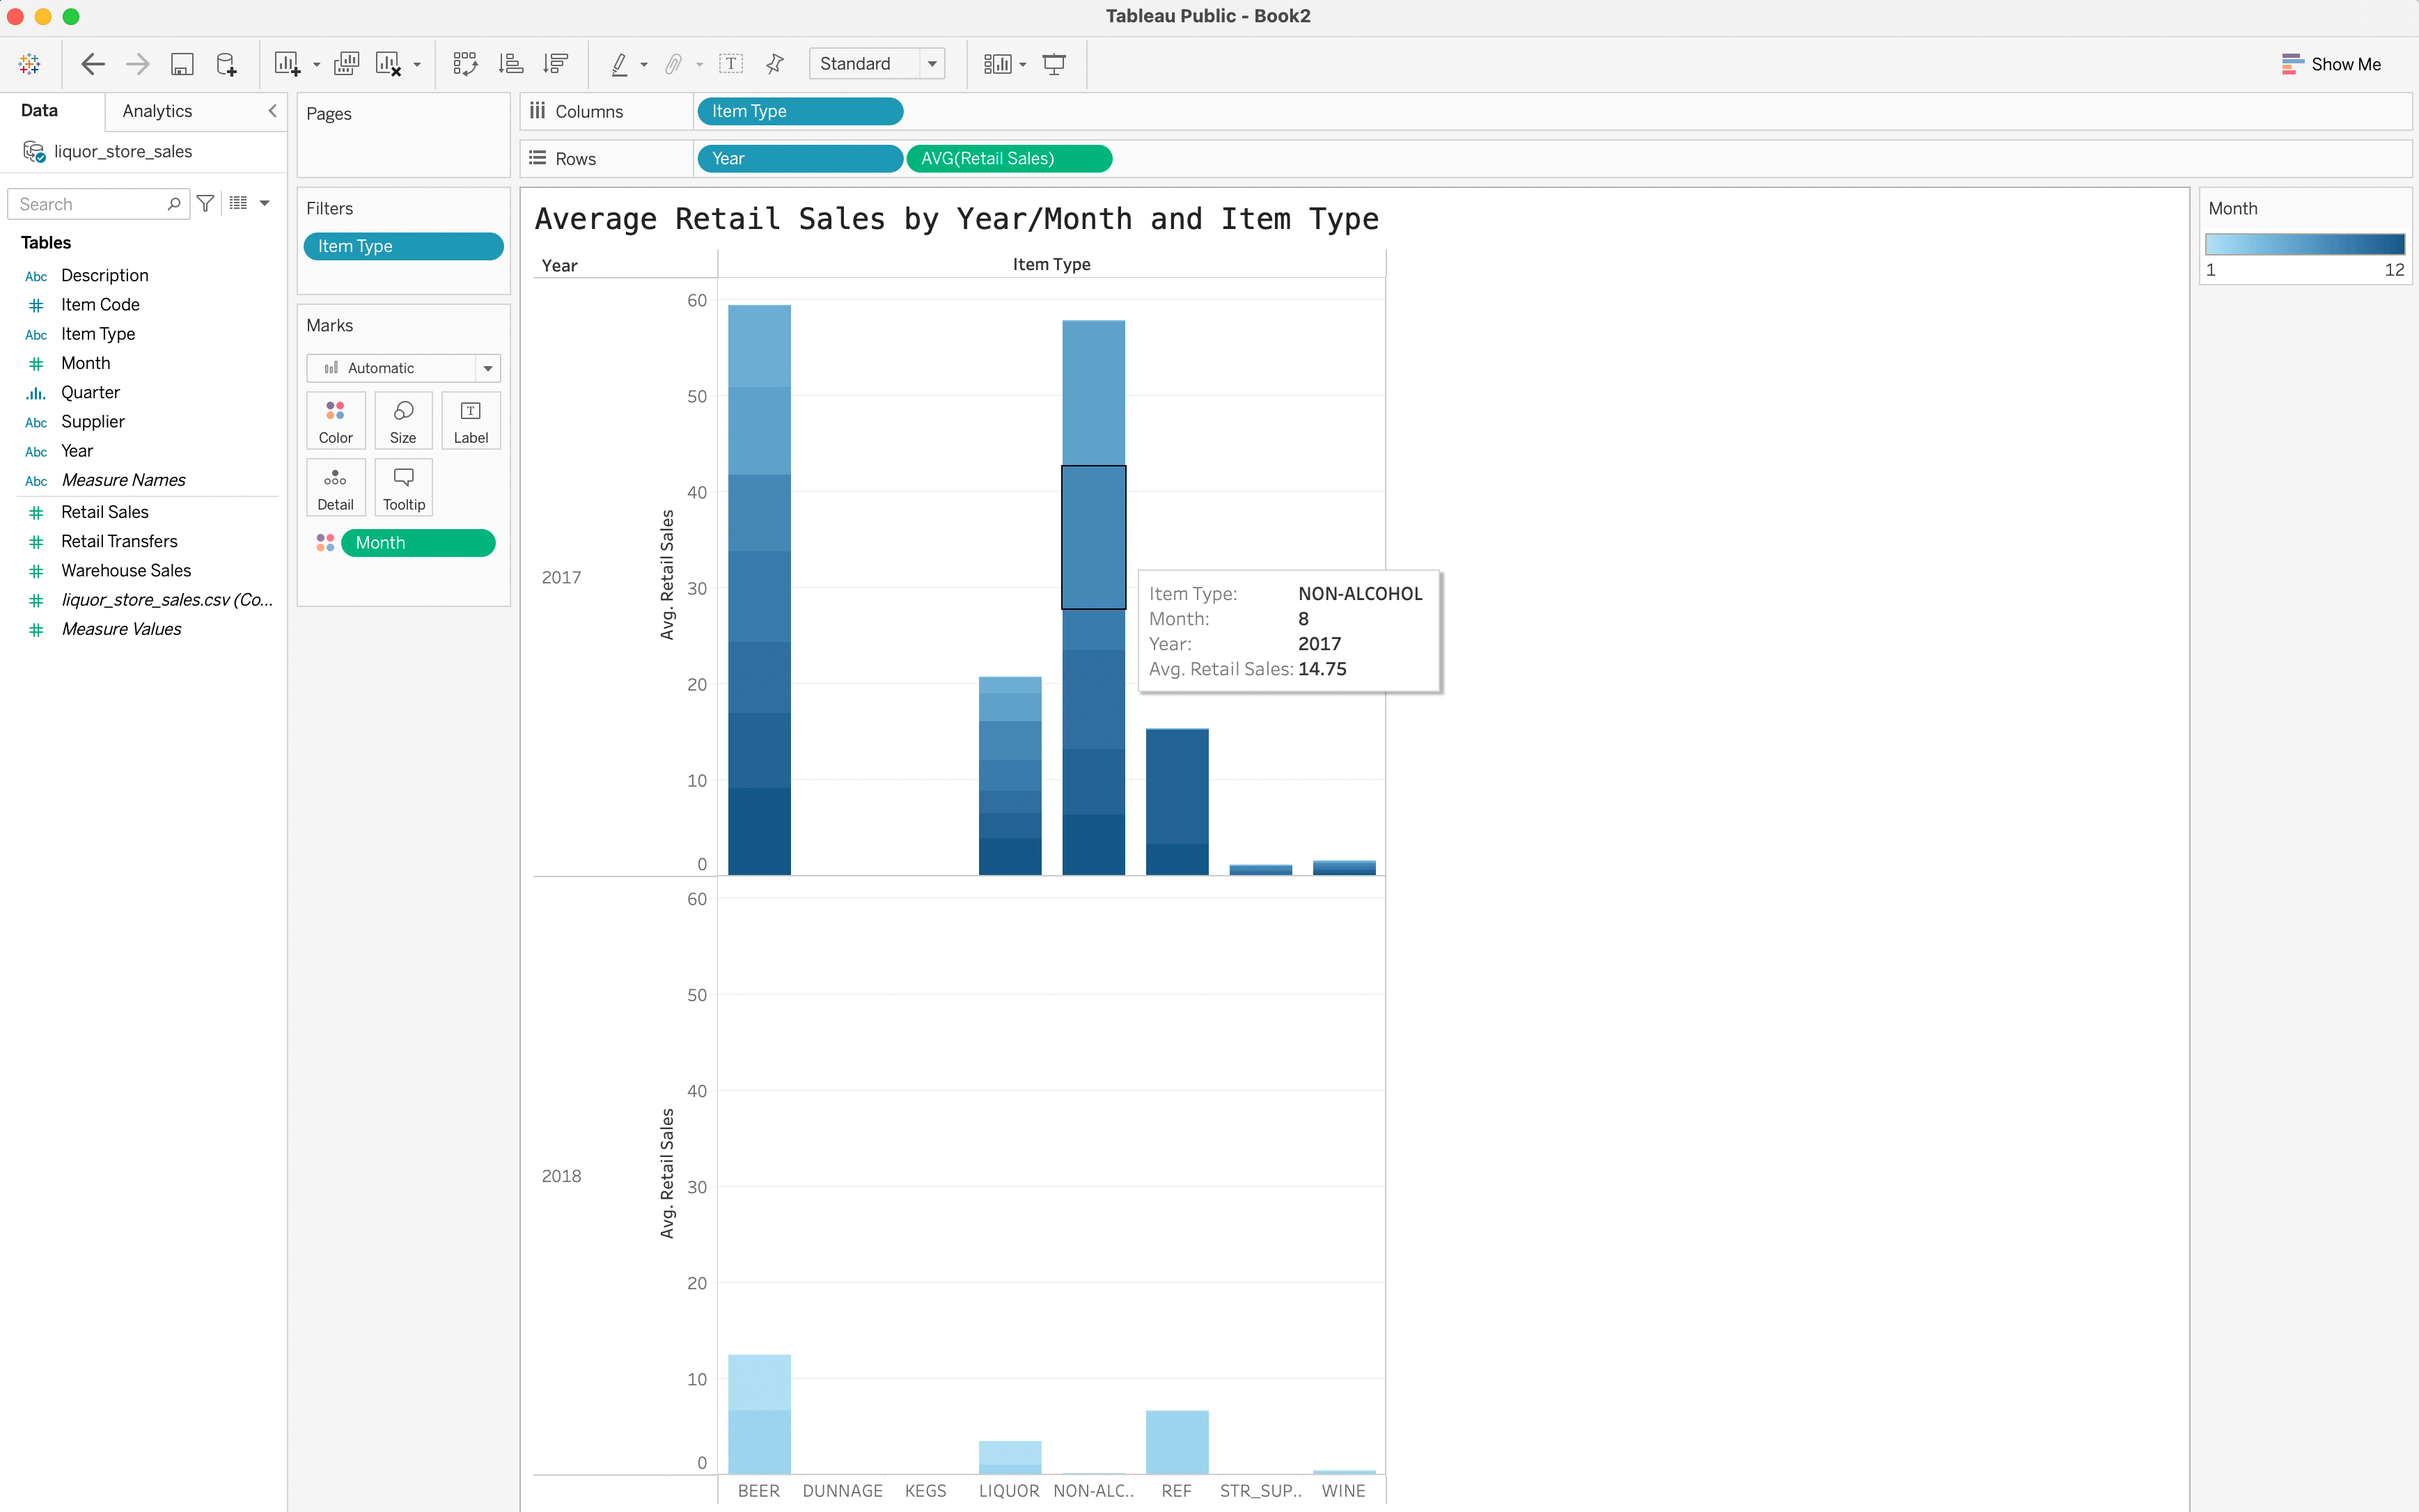 Tableau Public - Book2
Standard
Show Me
Data
Analytics
liquor_store_sales
Search
Tables
Abc Description
Item Code
Abc Item Type
Month
Quarter
Abc Supplier
Abc Year
Abc Measure Names
Retail Sales
Retail Transfers
Warehouse Sales
liquor_store_sales.csv (Co...
Measure Values
Pages
Filters
Item Type
Marks
Automatic
Color Size Label
Detail Tooltip
Month
Columns Item Type
Rows Year AVG(Retail Sales)
Average Retail Sales by Year/Month and Item Type
Year
Item Type
2017
Avg. Retail Sales
60
50
40
30
20
10
0
Item Type: NON-ALCOHOL
Month: 8
Year: 2017
Avg. Retail Sales: 14.75
2018
Avg. Retail Sales
60
50
40
30
20
10
0
BEER DUNNAGE KEGS LIQUOR NON-ALC.. REF STR_SUP.. WINE
Month
1 12